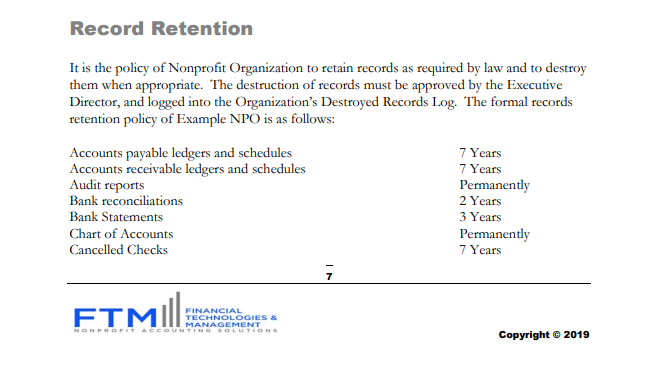 Record Retention
It is the policy of Nonprofit Organization to retain records as required by law and to destroy
them when appropriate.  The destruction of records must be approved by the Executive
Director, and logged into the Organization's Destroyed Records Log.  The formal records
retention policy of Example NPO is as follows:
Accounts payable ledgers and schedules 7 Years
Accounts receivable ledgers and schedules 7 Years
Audit reports Permanently
Bank reconciliations 2 Years
Bank Statements 3 Years
Chart of Accounts Permanently
Cancelled Checks 7 Years
7
FTM FINANCIAL
TECHNOLOGIES &
MANAGEMENT
NONPROFIT ACCOUNTING SOLUTIONS
Copyright © 2019